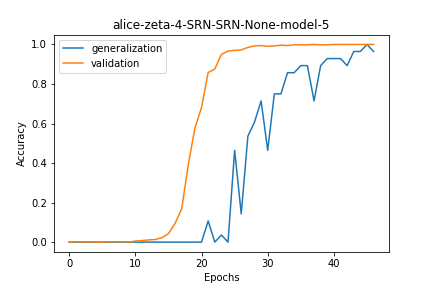 alice-zeta-4-SRN-SRN-None-model-5
generalization
validation
Accuracy
1.0
0.8
0.6
0.4
0.2
0.0
0 10 20 30 40
Epochs